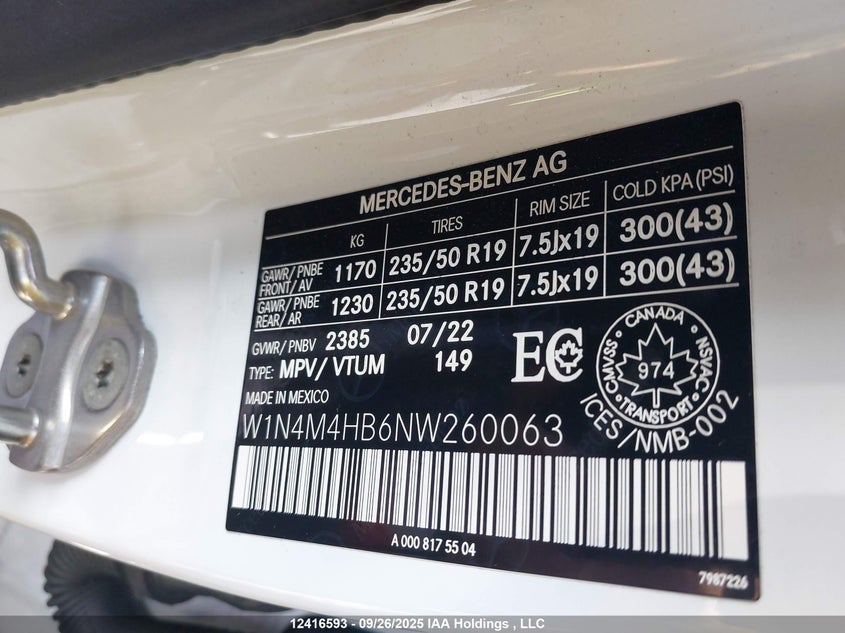 MERCEDES-BENZ AG
KG TIRES RIM SIZE COLD KPA (PSI)
GAWR/ PNBE FRONT/ AV 1170 235/50 R19 7.5Jx19 300(43)
GAWR/ PNBE REAR/ AR 1230 235/50 R19 7.5Jx19 300(43)
GVWR/ PNBV 2385 07/22
TYPE: MPV/ VTUM 149
EC
CANADA
CMVSS 974 NSVAC
TRANSPORT
ICES/NMB-002
MADE IN MEXICO
W1N4M4HB6NW260063
A 000 817 55 04
7987226
12416593 - 09/26/2025 IAA Holdings , LLC